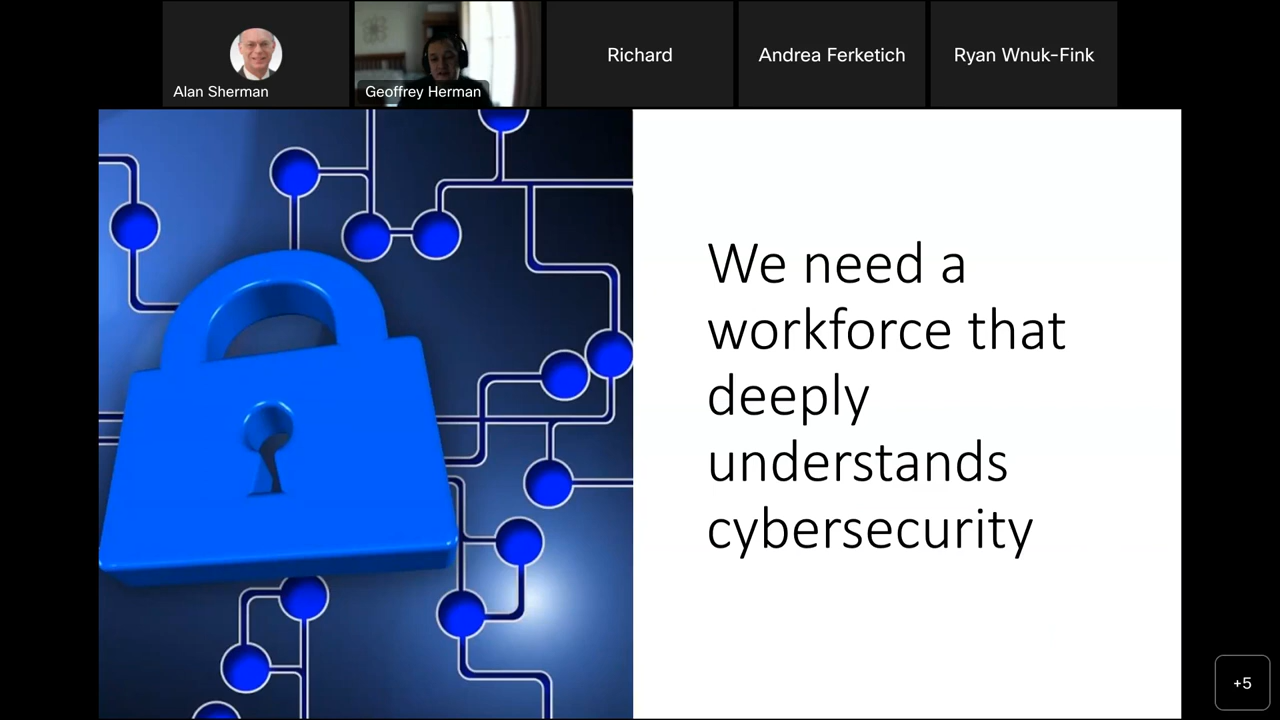 Alan Sherman
Geoffrey Herman
Richard
Andrea Ferketich
Ryan Wnuk-Fink
We need a
workforce that
deeply
understands
cybersecurity
+5